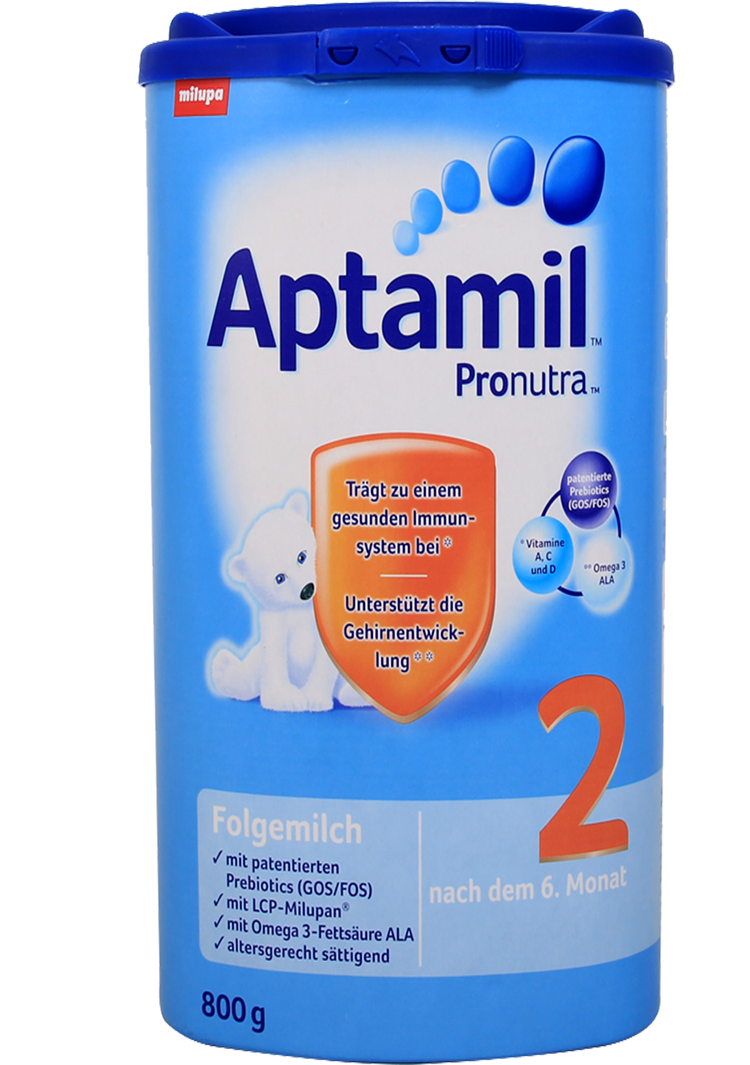 milupa
Aptamil™
Pronutra™
Trägt zu einem
gesunden Immun-
system bei*
Unterstützt die
Gehirnentwick-
lung**
patentierte
Prebiotics
(GOS/FOS)
*Vitamine
A, C
und D
**Omega 3
ALA
2
Folgemilch
✓ mit patentierten
Prebiotics (GOS/FOS)
✓ mit LCP-Milupan®
✓ mit Omega 3-Fettsäure ALA
✓ altersgerecht sättigend
nach dem 6. Monat
800 g